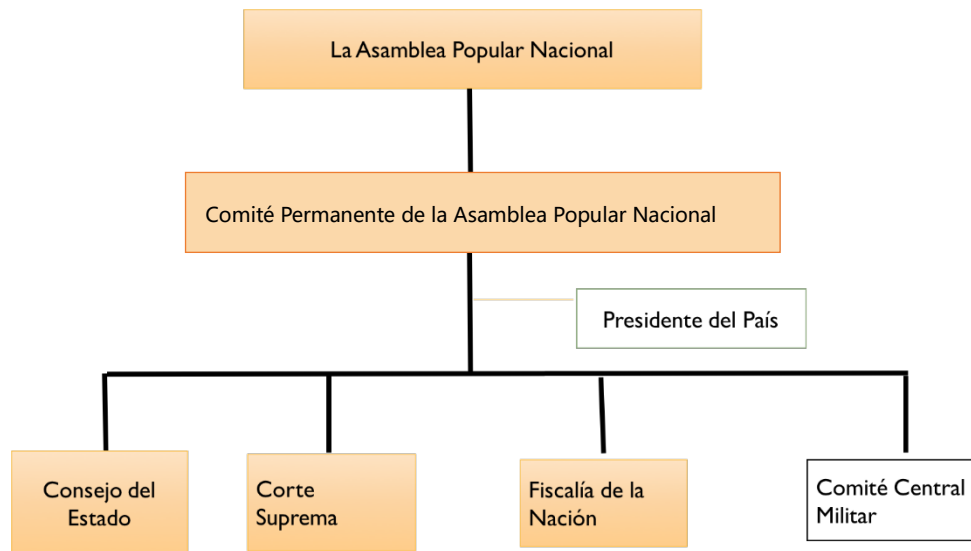 La Asamblea Popular Nacional
Comité Permanente de la Asamblea Popular Nacional
Presidente del País
Consejo del
Estado
Corte
Suprema
Fiscalía de la
Nación
Comité Central
Militar